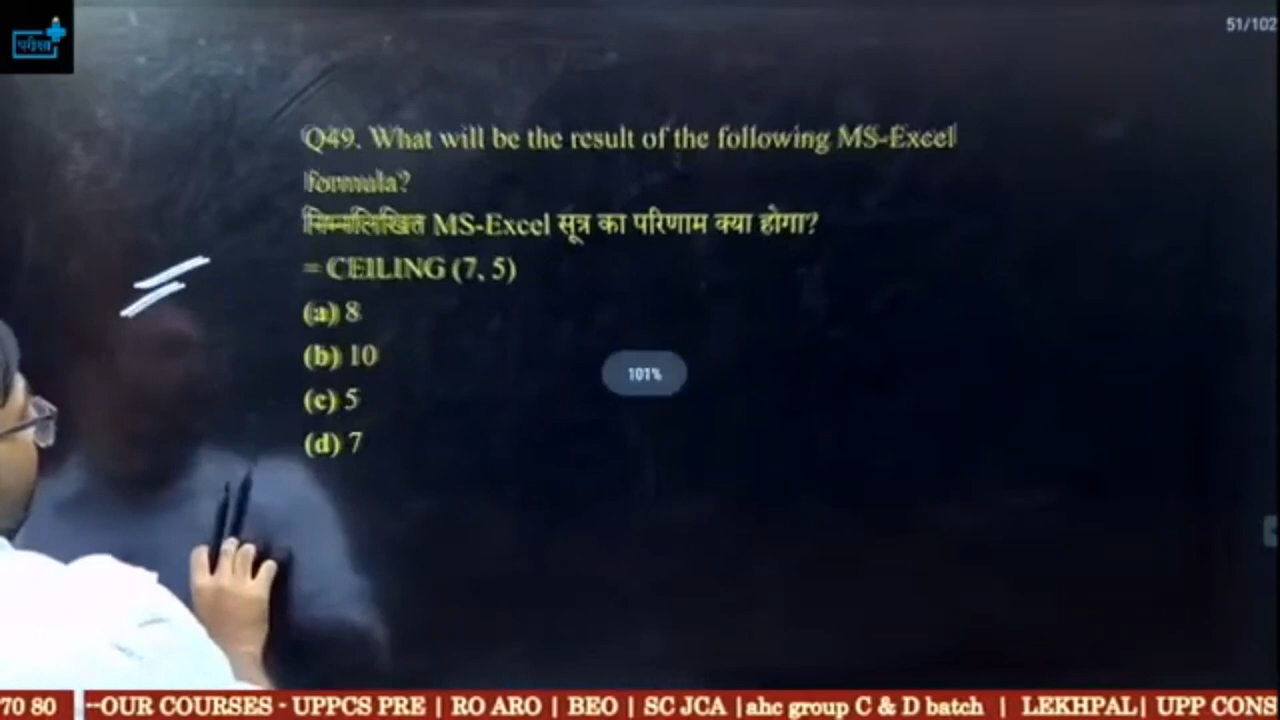 परीक्षा
51/102
Q49. What will be the result of the following MS-Excel
formula?
निम्नलिखित MS-Excel सूत्र का परिणाम क्या होगा?
= CEILING (7, 5)
(a) 8
(b) 10
(c) 5
(d) 7
101%
70 80 --OUR COURSES - UPPCS PRE | RO ARO | BEO | SC JCA |ahc group C & D batch | LEKHPAL| UPP CONS